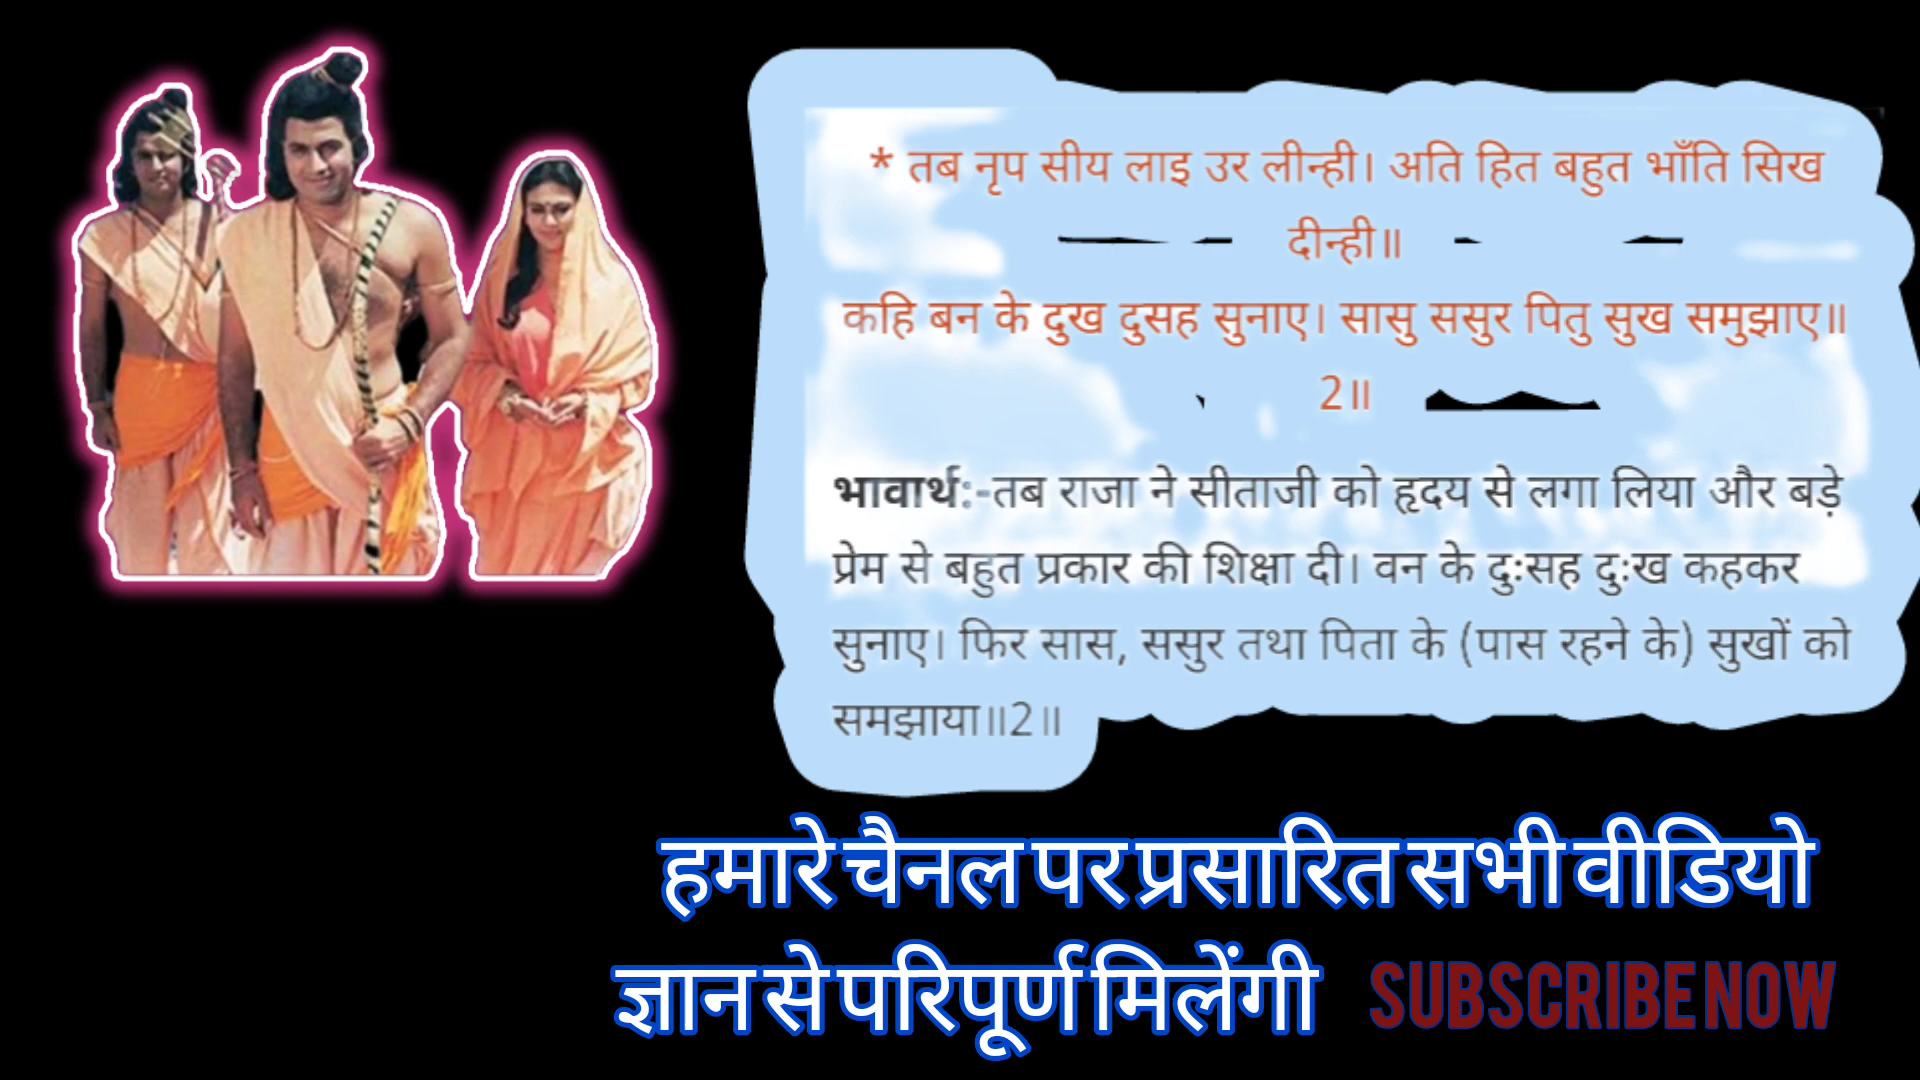 * तब नृप सीय लाइ उर लीन्ही। अति हित बहुत भाँति सिख
दीन्ही॥
कहि बन के दुख दुसह सुनाए। सासु ससुर पितु सुख समुझाए॥
2॥
भावार्थ:-तब राजा ने सीताजी को हृदय से लगा लिया और बड़े
प्रेम से बहुत प्रकार की शिक्षा दी। वन के दुःसह दुःख कहकर
सुनाए। फिर सास, ससुर तथा पिता के (पास रहने के) सुखों को
समझाया॥2॥
हमारे चैनल पर प्रसारित सभी वीडियो
ज्ञान से परिपूर्ण मिलेंगी SUBSCRIBE NOW